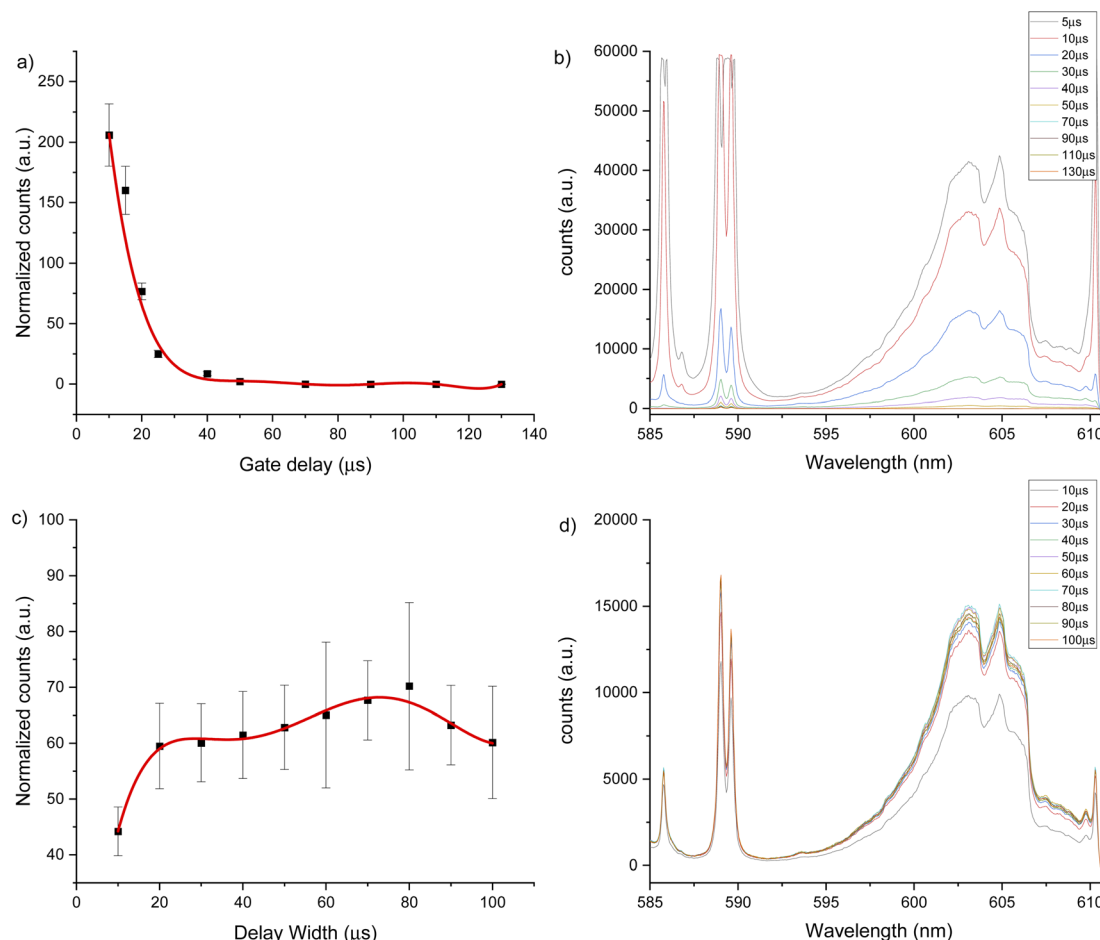 a)
Normalized counts (a.u.)
250
200
150
100
50
0
0 20 40 60 80 100 120 140
Gate delay (μs)
b)
counts (a.u.)
60000
50000
40000
30000
20000
10000
0
585 590 595 600 605 610
Wavelength (nm)
5μs
10μs
20μs
30μs
40μs
50μs
70μs
90μs
110μs
130μs
c)
Normalized counts (a.u.)
100
90
80
70
60
50
40
0 20 40 60 80 100
Delay Width (μs)
d)
counts (a.u.)
20000
15000
10000
5000
0
585 590 595 600 605 610
Wavelength (nm)
10μs
20μs
30μs
40μs
50μs
60μs
70μs
80μs
90μs
100μs